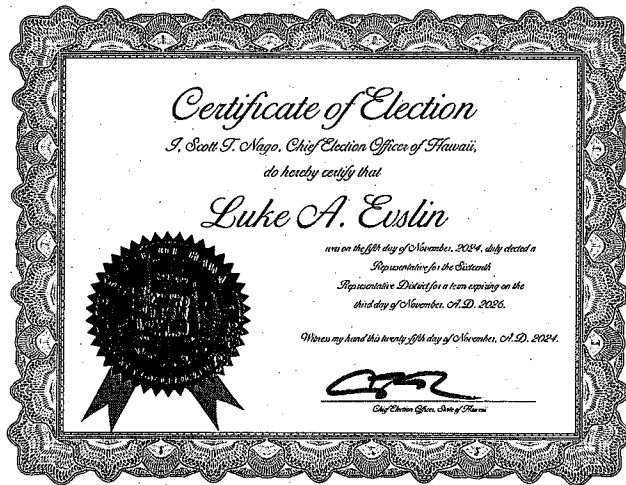 Certificate of Election
I, Scott T. Nago, Chief Election Officer of Hawaii,
do hereby certify that
Luke A. Evslin
was on the fifth day of November, 2024, duly elected a
Representative for the Sixteenth
Representative District for a term expiring on the
third day of November, A.D. 2026.
Witness my hand this twenty-fifth day of November, A.D. 2024.
Chief Election Officer, State of Hawaii